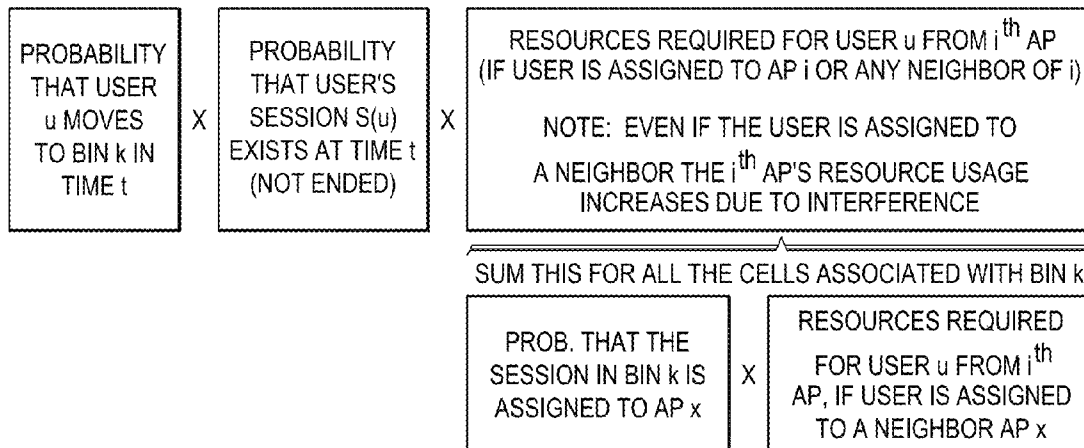 PROBABILITY
THAT USER
u MOVES
TO BIN k IN
TIME t
X
PROBABILITY
THAT USER'S
SESSION S(u)
EXISTS AT TIME t
(NOT ENDED)
X
RESOURCES REQUIRED FOR USER u FROM i th AP
(IF USER IS ASSIGNED TO AP i OR ANY NEIGHBOR OF i)
NOTE: EVEN IF THE USER IS ASSIGNED TO
A NEIGHBOR THE i th AP'S RESOURCE USAGE
INCREASES DUE TO INTERFERENCE
SUM THIS FOR ALL THE CELLS ASSOCIATED WITH BIN k
PROB. THAT THE
SESSION IN BIN k IS
ASSIGNED TO AP x
X
RESOURCES REQUIRED
FOR USER u FROM i th
AP, IF USER IS ASSIGNED
TO A NEIGHBOR AP x